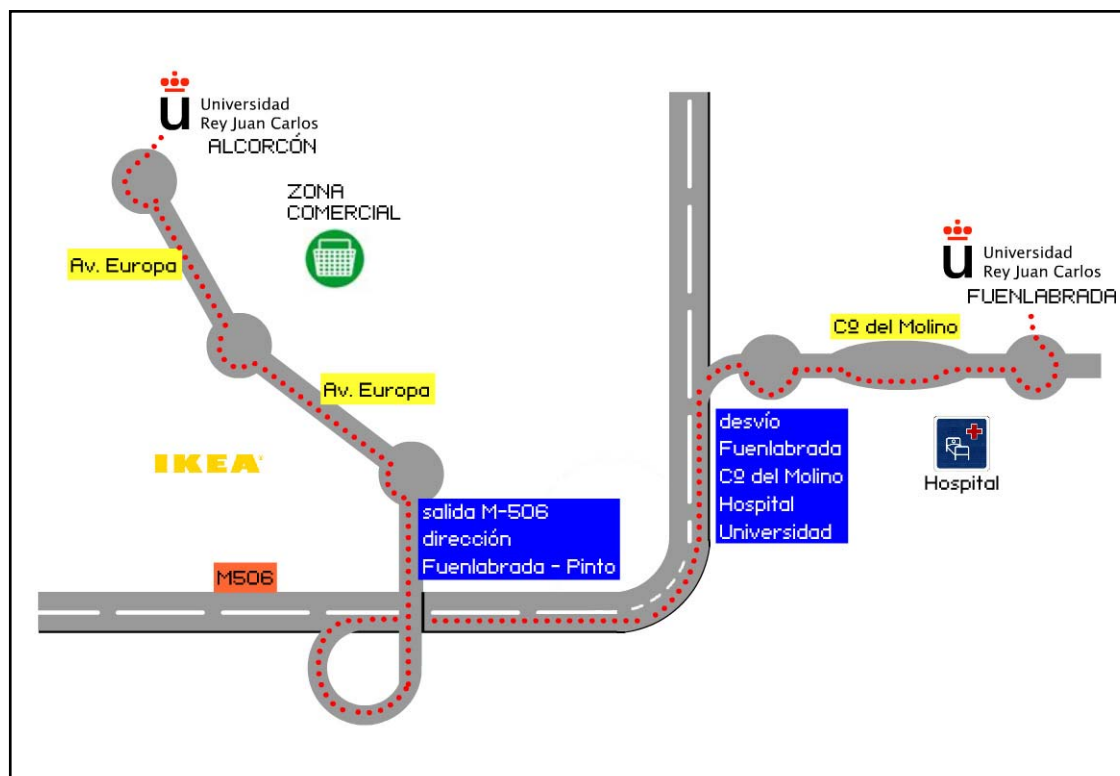 Universidad
Rey Juan Carlos
ALCORCÓN
ZONA
COMERCIAL
Av. Europa
Av. Europa
IKEA
salida M-506
dirección
Fuenlabrada - Pinto
M506
Universidad
Rey Juan Carlos
FUENLABRADA
Cº del Molino
desvío
Fuenlabrada
Cº del Molino
Hospital
Universidad
Hospital